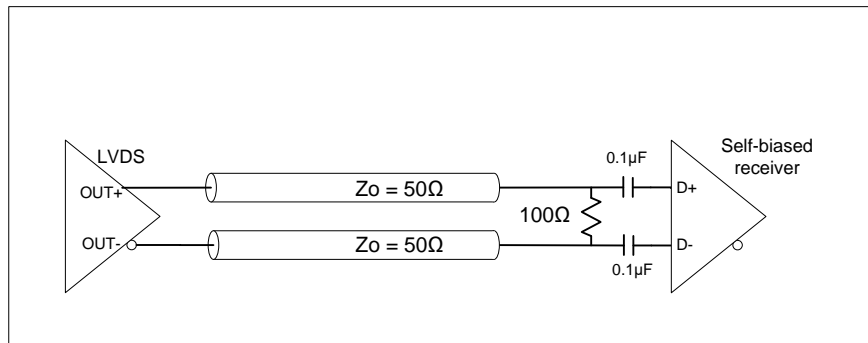 LVDS
OUT+
OUT-
Zo = 50Ω
Zo = 50Ω
100Ω
0.1µF
0.1µF
Self-biased
receiver
D+
D-